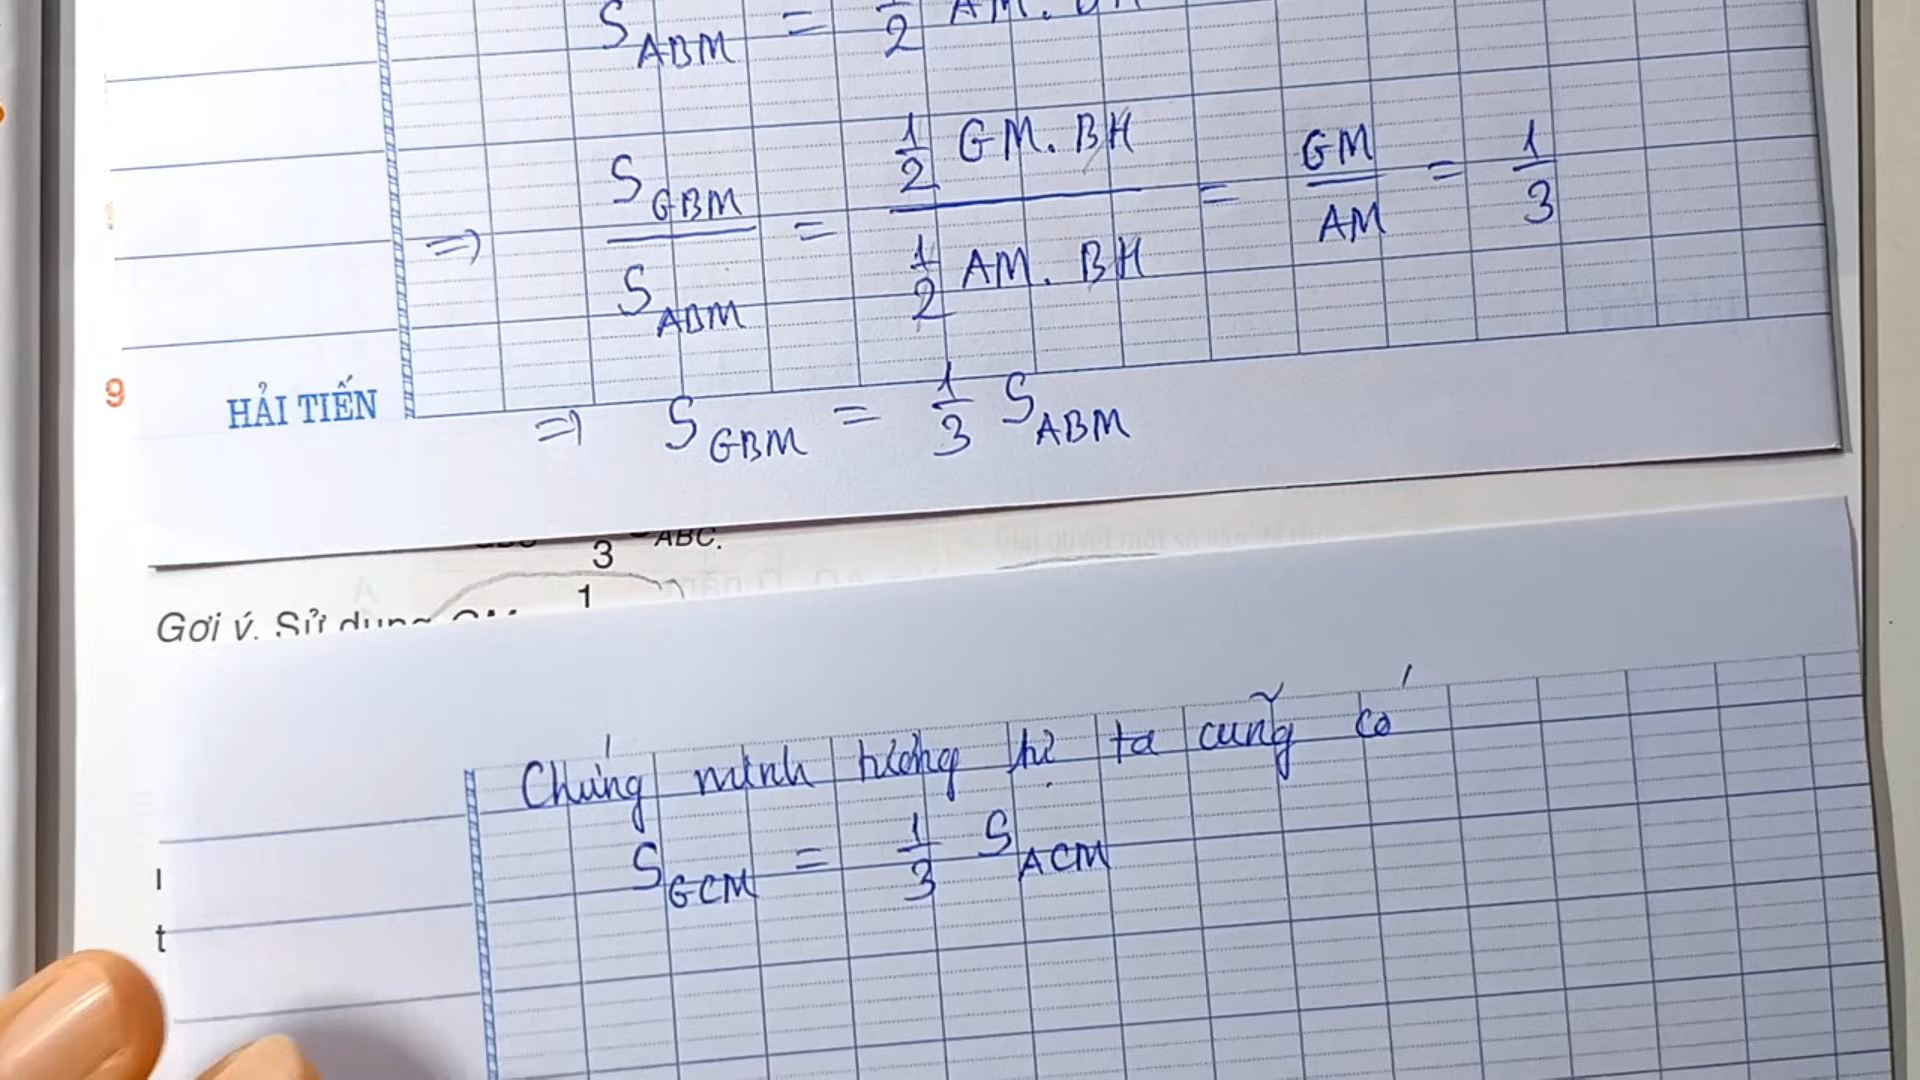 S_ABM = 1/2 AM. BH
=> S_GBM / S_ABM = (1/2 GM. BH) / (1/2 AM. BH) = GM / AM = 1/3
9 HẢI TIẾN
=> S_GBM = 1/3 S_ABM
3 ABC.
1
Gợi ý. Sử dụng
Chứng minh tương tự ta cũng có
S_GCM = 1/3 S_ACM
t